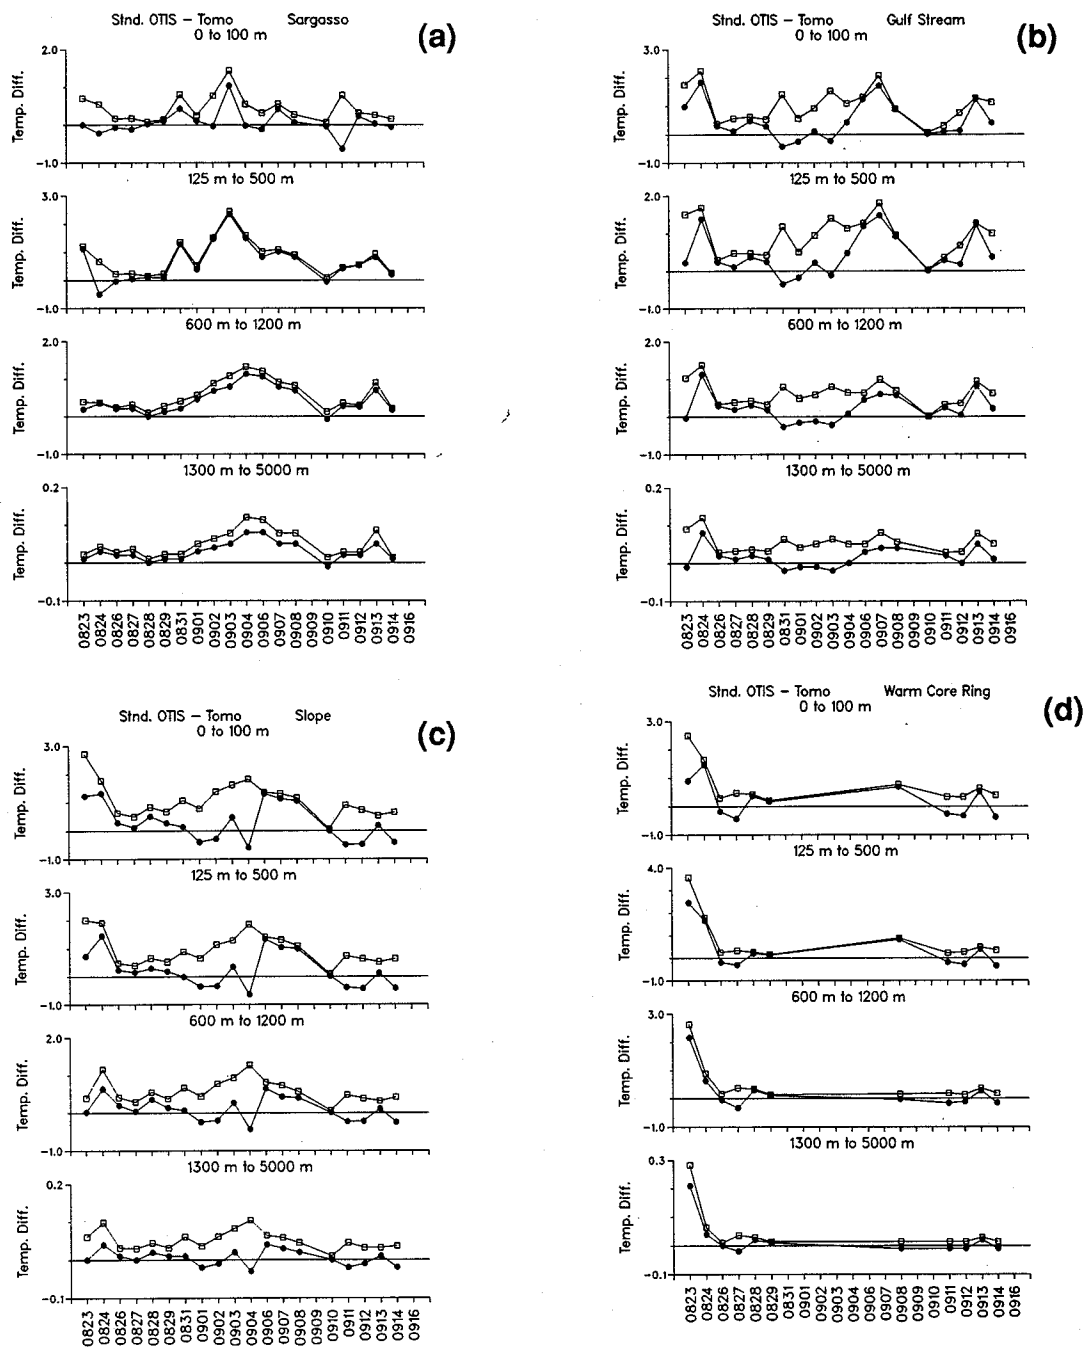 Stnd. OTIS – Tomo Sargasso
0 to 100 m
(a)
2.0
-1.0
Temp. Diff.
125 m to 500 m
3.0
-1.0
Temp. Diff.
600 m to 1200 m
2.0
-1.0
Temp. Diff.
1300 m to 5000 m
0.2
-0.1
Temp. Diff.
0823 0824 0826 0827 0828 0829 0831 0901 0902 0903 0904 0906 0907 0908 0909 0910 0911 0912 0913 0914 0916
Stnd. OTIS – Tomo Gulf Stream
0 to 100 m
(b)
3.0
-1.0
Temp. Diff.
125 m to 500 m
2.0
-1.0
Temp. Diff.
600 m to 1200 m
2.0
-1.0
Temp. Diff.
1300 m to 5000 m
0.2
-0.1
Temp. Diff.
0823 0824 0826 0827 0828 0829 0831 0901 0902 0903 0904 0906 0907 0908 0909 0910 0911 0912 0913 0914 0916
Stnd. OTIS – Tomo Slope
0 to 100 m
(c)
3.0
-1.0
Temp. Diff.
125 m to 500 m
3.0
-1.0
Temp. Diff.
600 m to 1200 m
2.0
-1.0
Temp. Diff.
1300 m to 5000 m
0.2
-0.1
Temp. Diff.
0823 0824 0826 0827 0828 0829 0831 0901 0902 0903 0904 0906 0907 0908 0909 0910 0911 0912 0913 0914 0916
Stnd. OTIS – Tomo Warm Core Ring
0 to 100 m
(d)
3.0
-1.0
Temp. Diff.
125 m to 500 m
4.0
-1.0
Temp. Diff.
600 m to 1200 m
3.0
-1.0
Temp. Diff.
1300 m to 5000 m
0.3
-0.1
Temp. Diff.
0823 0824 0826 0827 0828 0829 0831 0901 0902 0903 0904 0906 0907 0908 0909 0910 0911 0912 0913 0914 0916